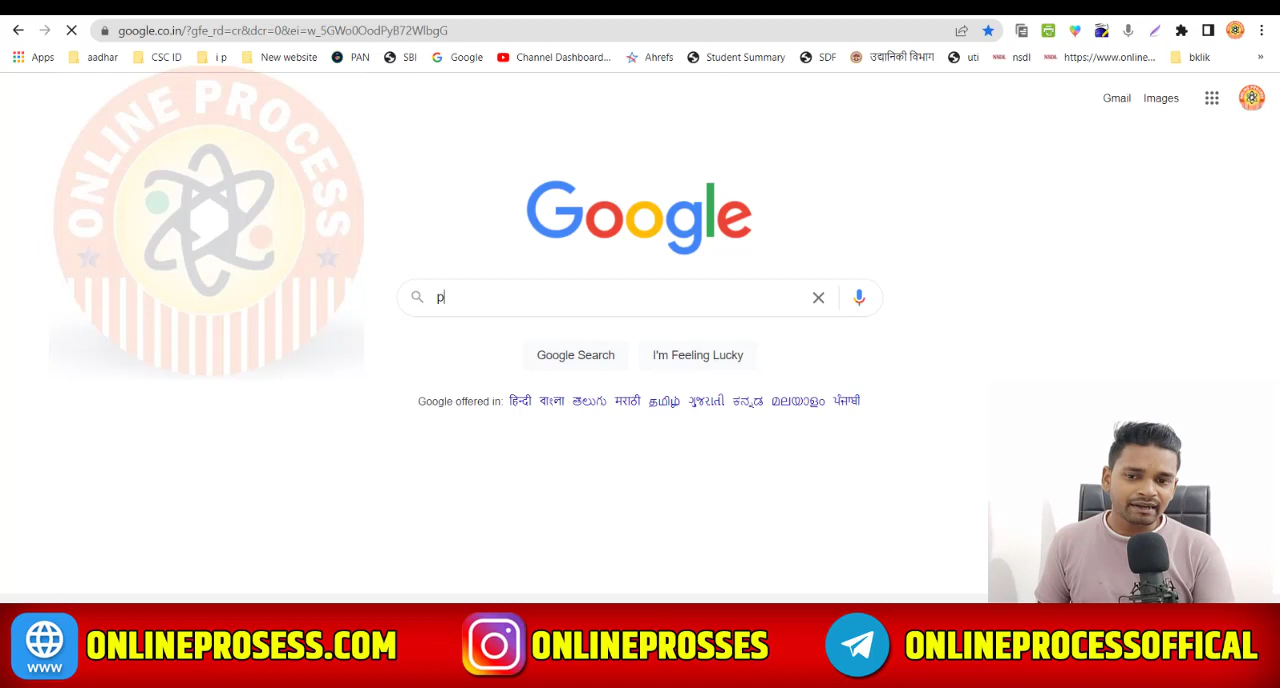 google.co.in/?gfe_rd=cr&dcr=0&ei=w_5GWo0OodPyB72WlbgG
Apps aadhar CSC ID i p New website PAN SBI Google Channel Dashboard... Ahrefs Student Summary SDF उद्यानिकी विभाग uti nsdl https://www.online... bklik »
ONLINE PROCESS
Gmail Images
Google
p
Google Search I'm Feeling Lucky
Google offered in: हिन्दी বাংলা తెలుగు मराठी தமிழ் ગુજરાતી ಕನ್ನಡ മലയാളം ਪੰਜਾਬੀ
WWW ONLINEPROSESS.COM ONLINEPROSSES ONLINEPROCESSOFFICAL